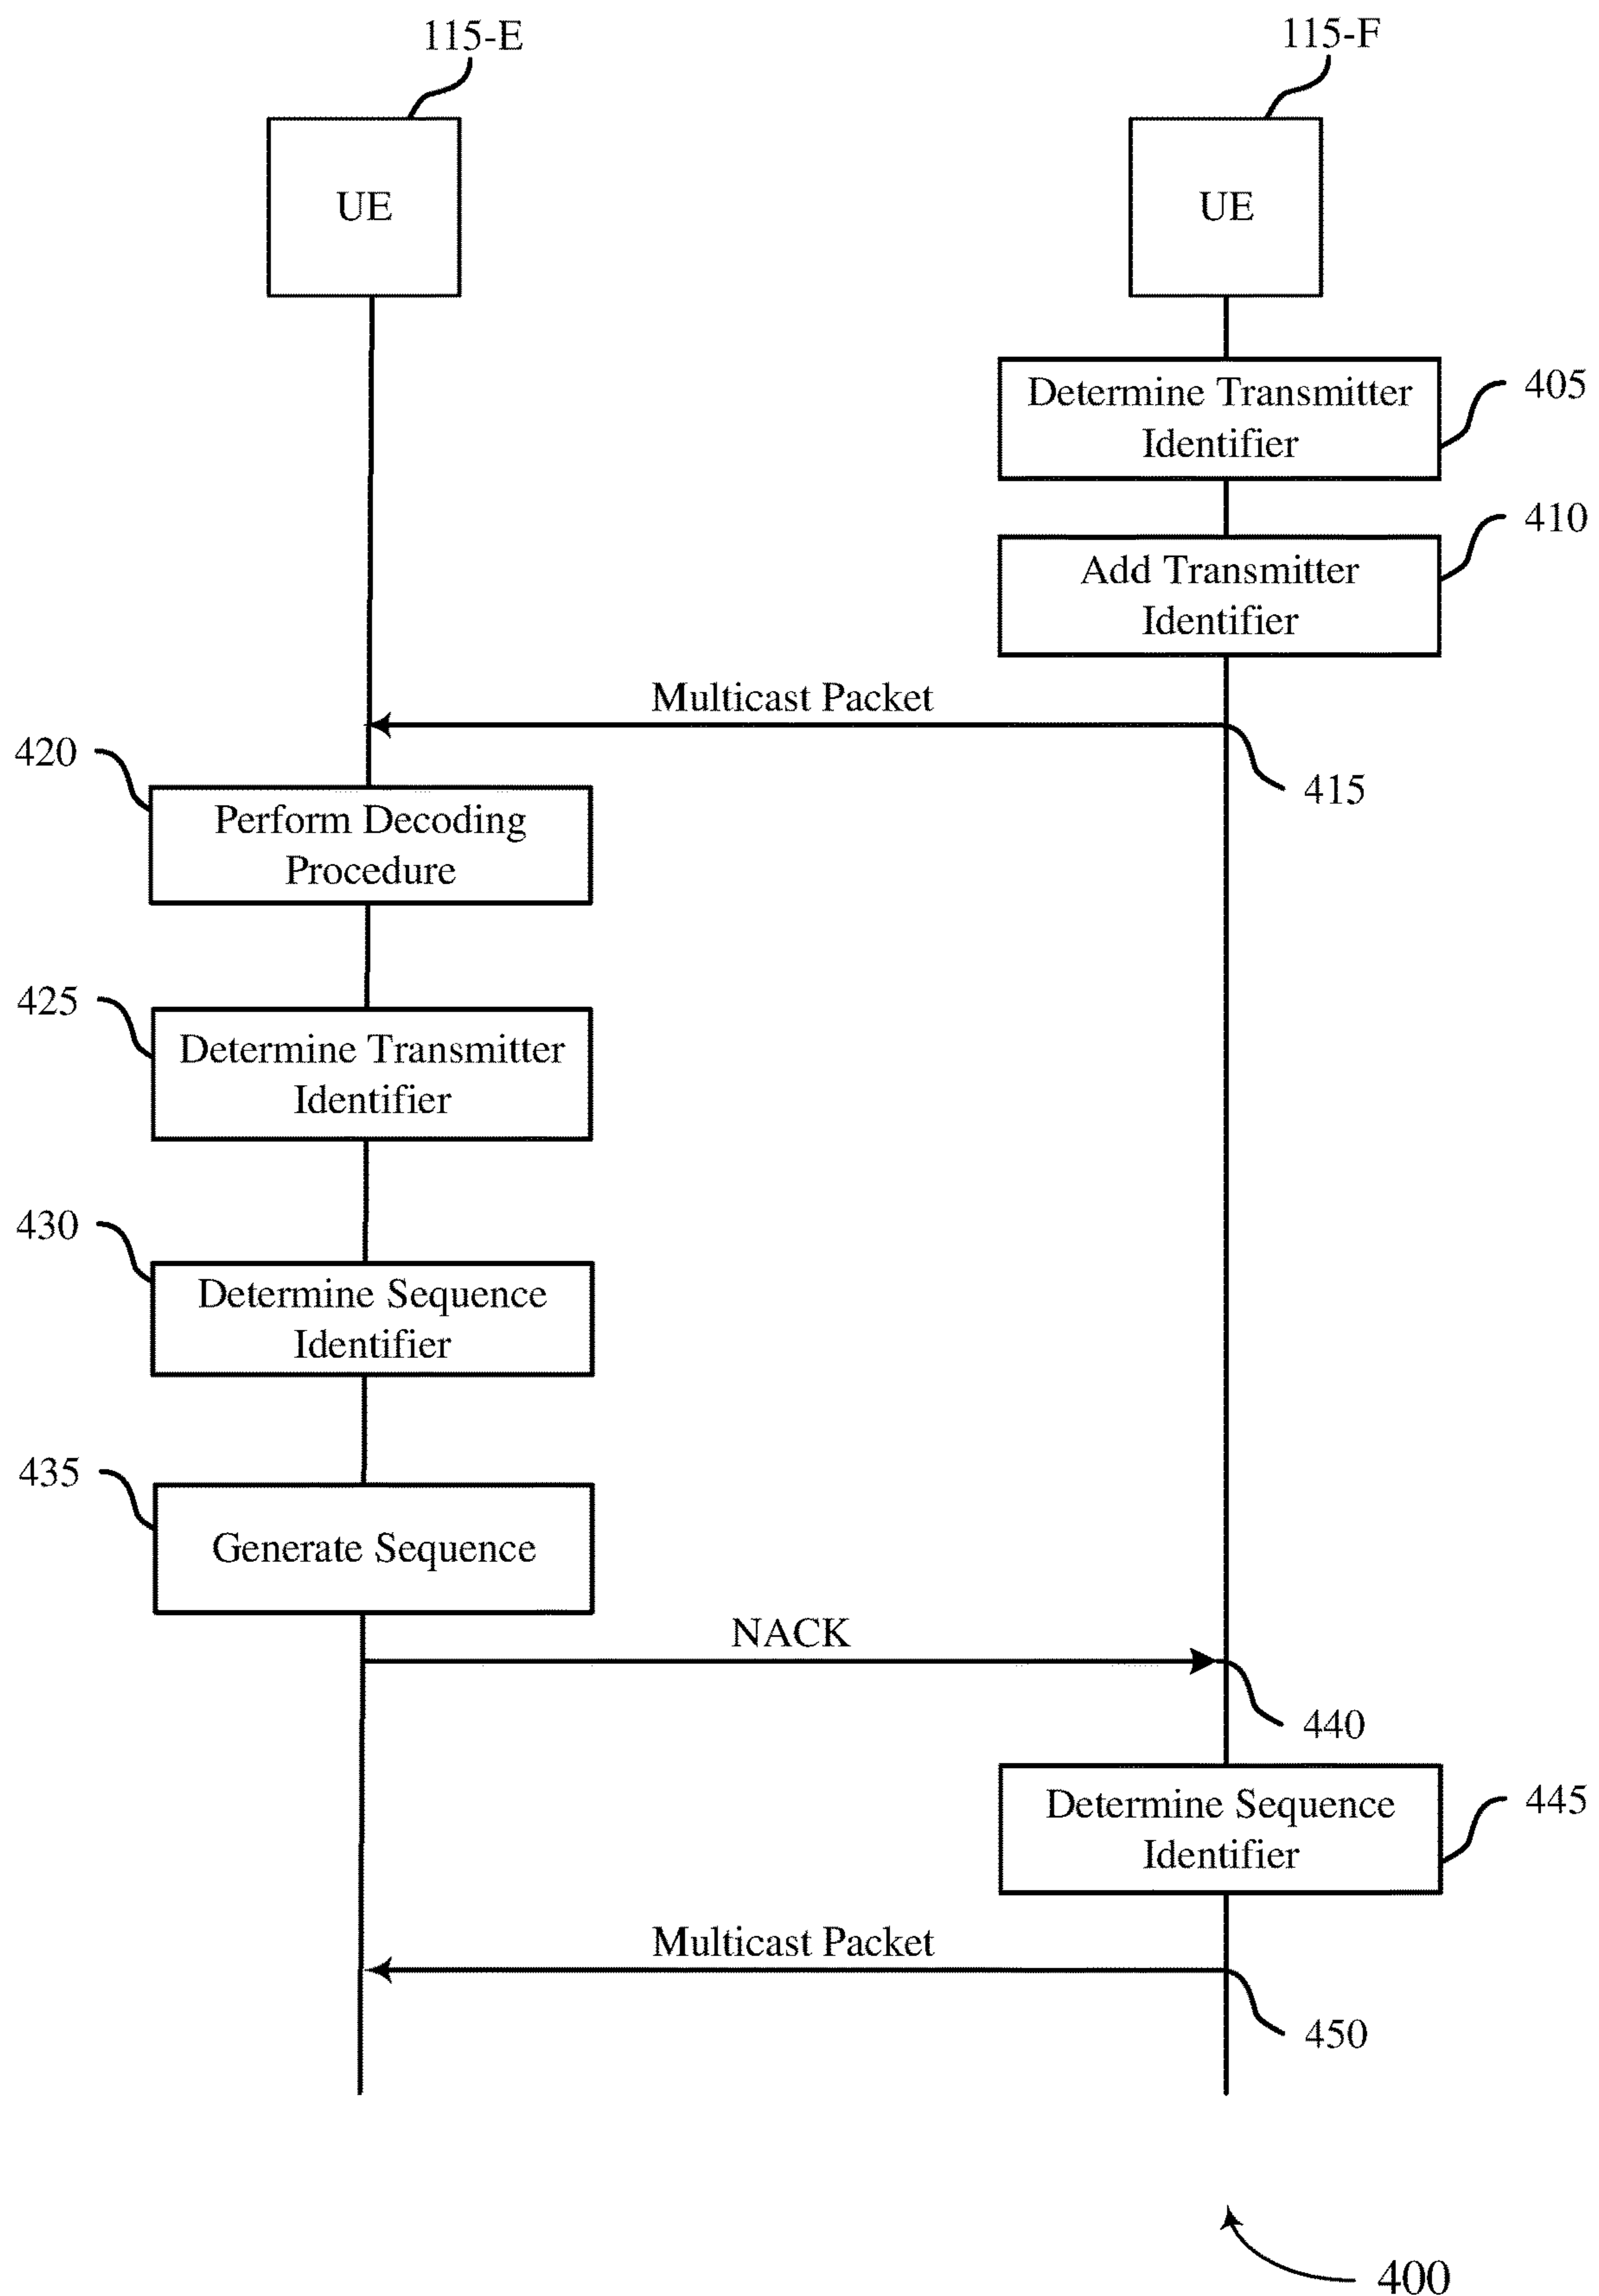 115-E
115-F
UE
UE
Determine Transmitter
Identifier
405
Add Transmitter
Identifier
410
Multicast Packet
415
420
Perform Decoding
Procedure
425
Determine Transmitter
Identifier
430
Determine Sequence
Identifier
435
Generate Sequence
NACK
440
Determine Sequence
Identifier
445
Multicast Packet
450
400